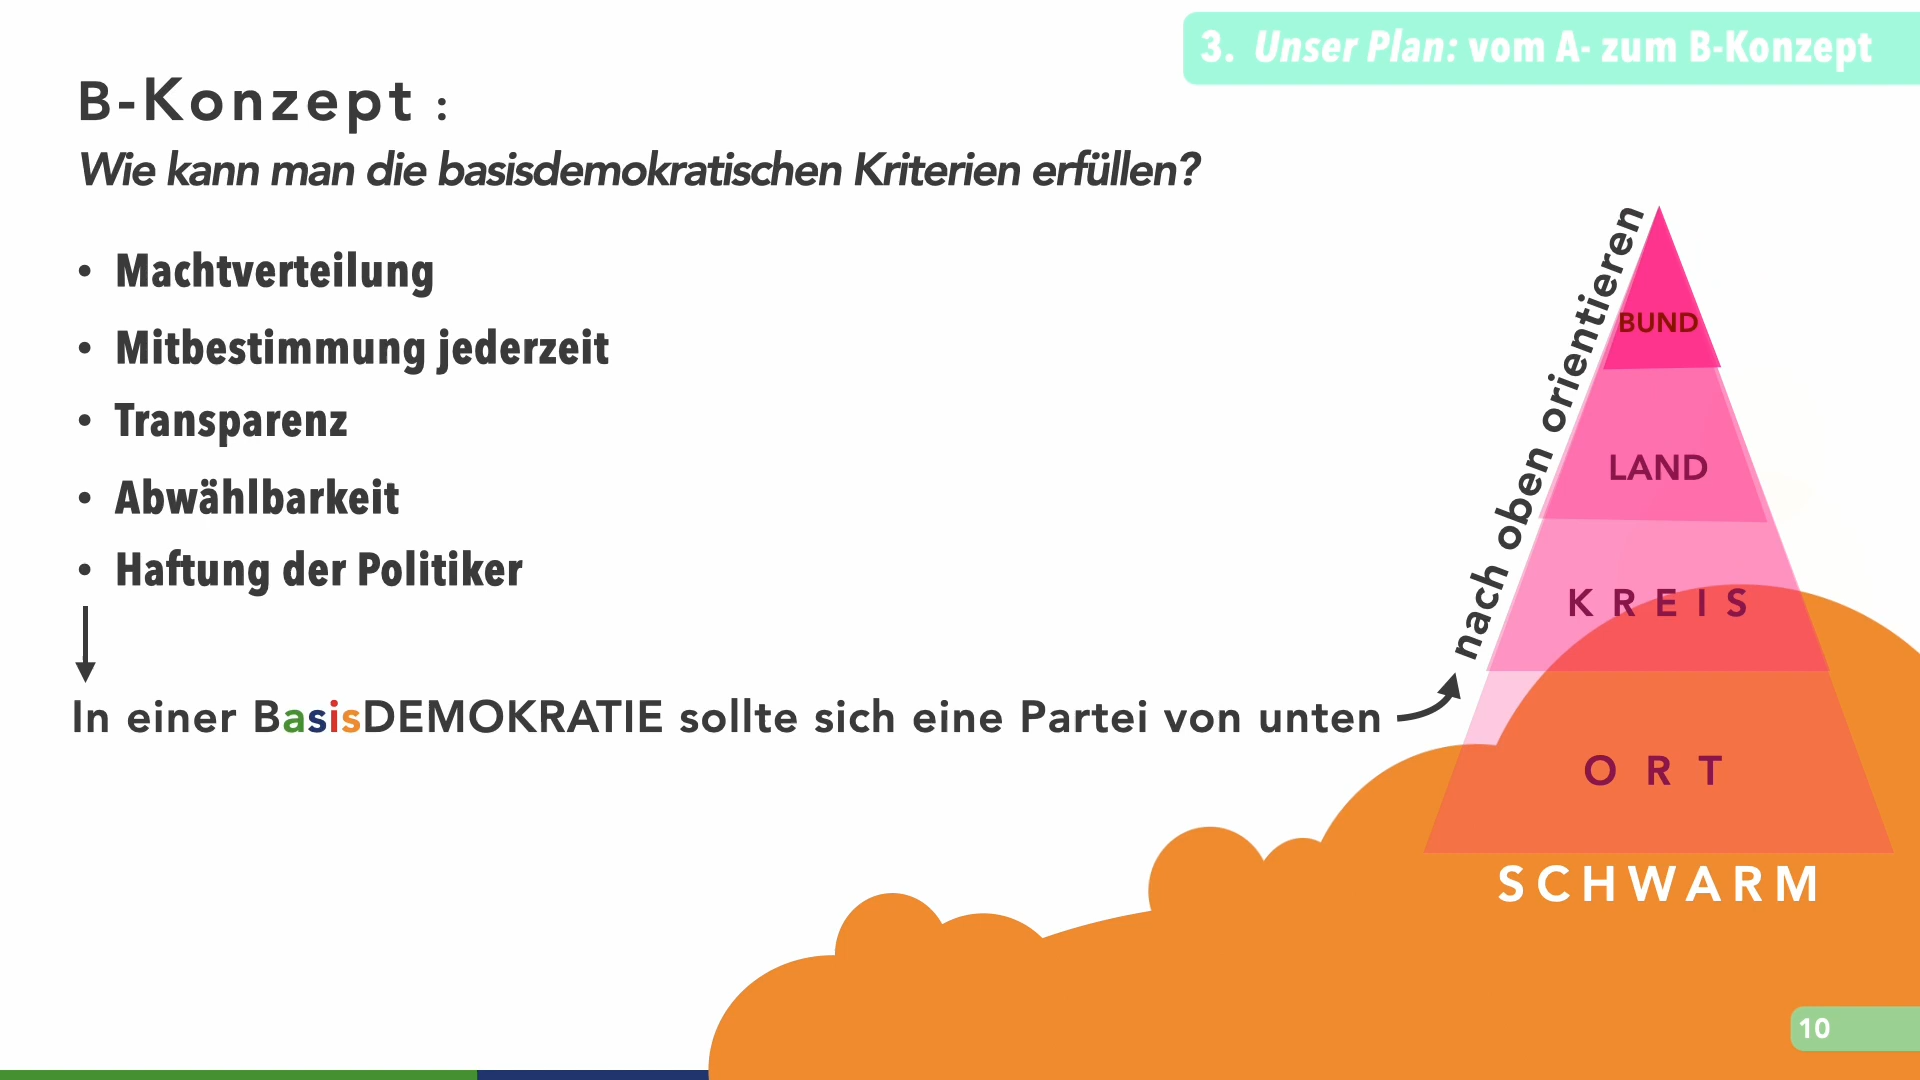 3. Unser Plan: vom A- zum B-Konzept
B-Konzept :
Wie kann man die basisdemokratischen Kriterien erfüllen?
• Machtverteilung
• Mitbestimmung jederzeit
• Transparenz
• Abwählbarkeit
• Haftung der Politiker
In einer BasisDEMOKRATIE sollte sich eine Partei von unten
nach oben orientieren
BUND
LAND
KREIS
ORT
SCHWARM
10